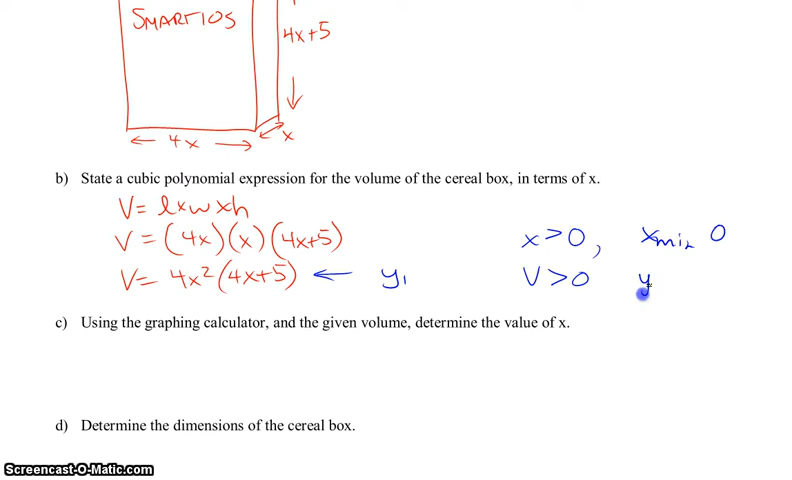 SMARTIOS
4x+5
← 4x →
x
b) State a cubic polynomial expression for the volume of the cereal box, in terms of x.
V= lxwxh
V = (4x)(x)(4x+5)
x>0, xmin 0
V= 4x²(4x+5) ← y₁
V>0 y
c) Using the graphing calculator, and the given volume, determine the value of x.
d) Determine the dimensions of the cereal box.
Screencast-O-Matic.com